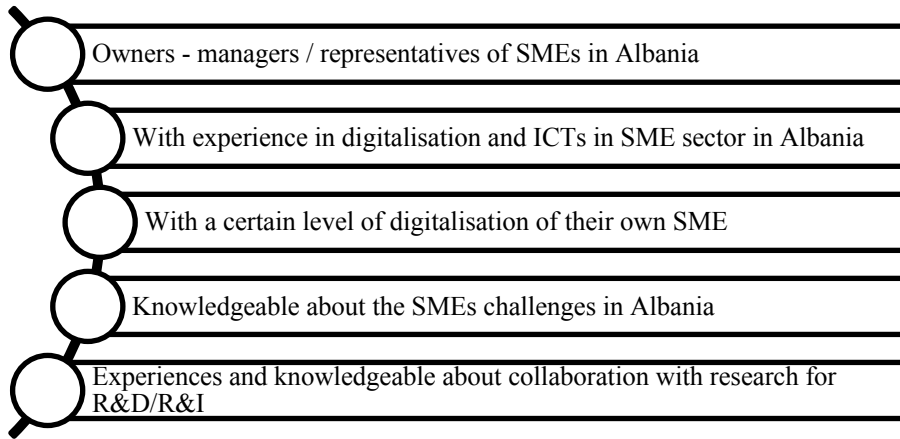 Owners - managers / representatives of SMEs in Albania
With experience in digitalisation and ICTs in SME sector in Albania
With a certain level of digitalisation of their own SME
Knowledgeable about the SMEs challenges in Albania
Experiences and knowledgeable about collaboration with research for
R&D/R&I